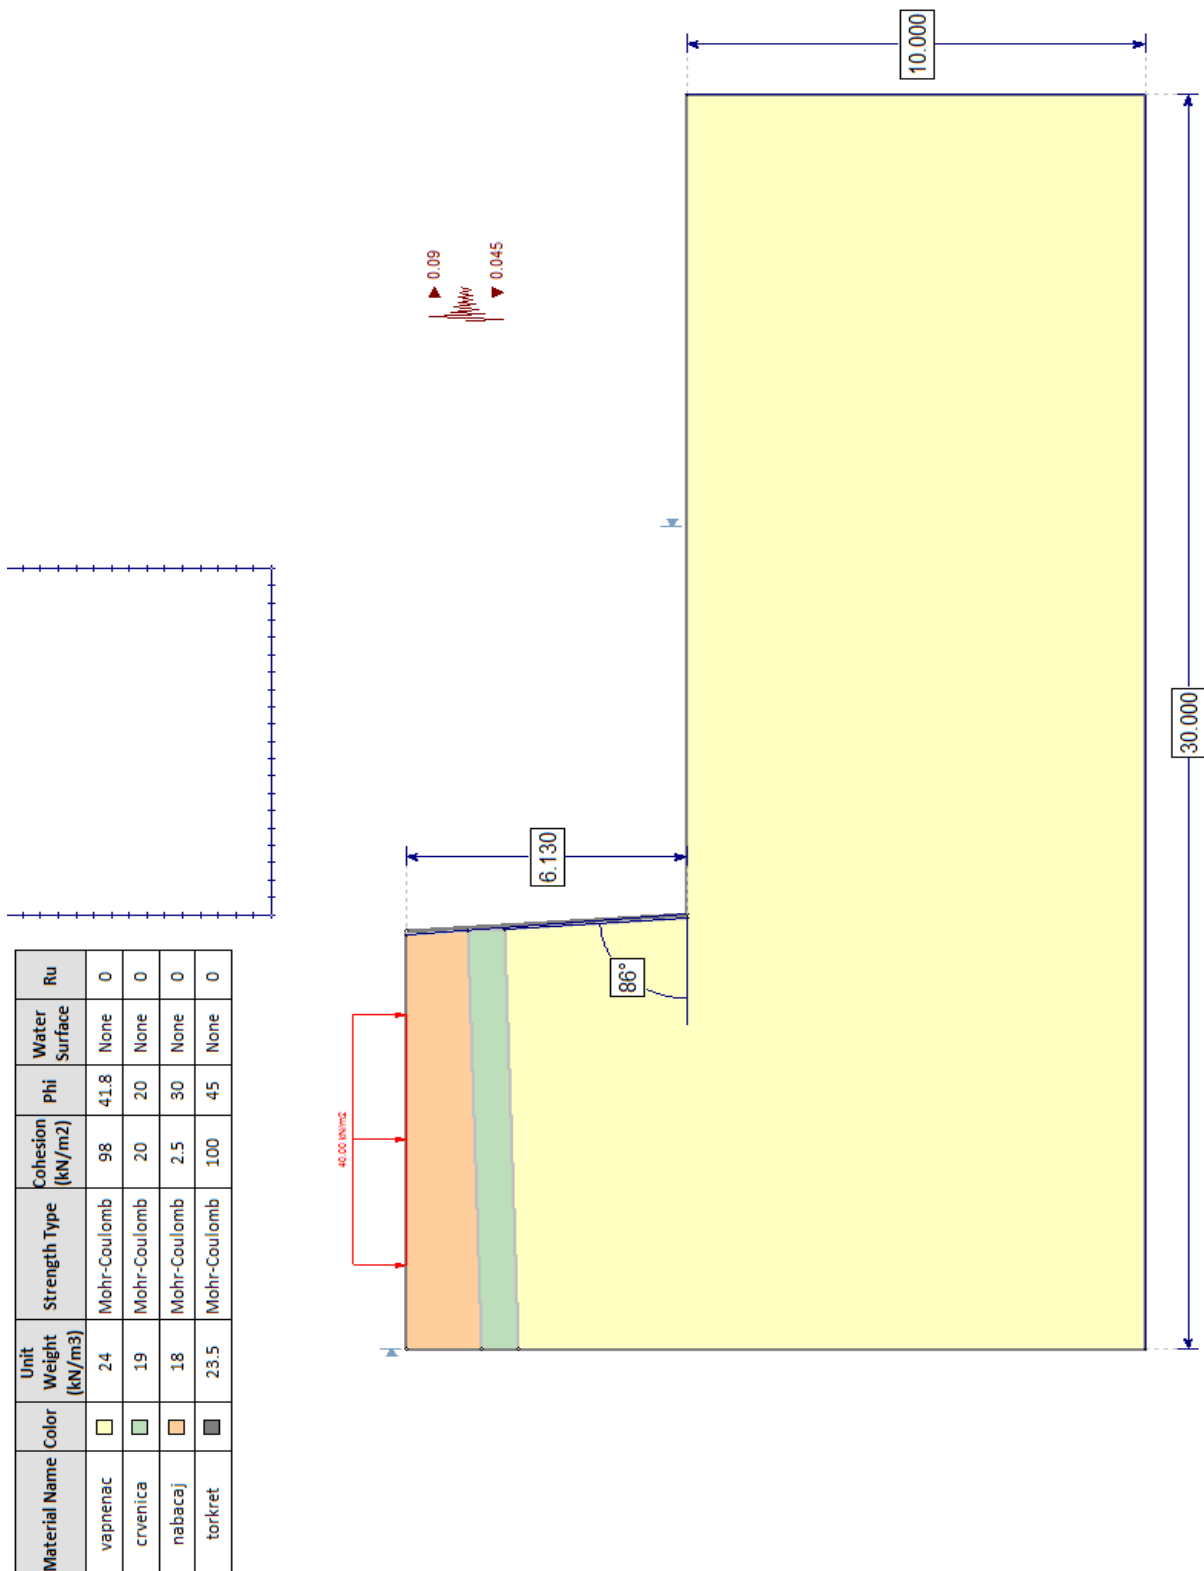 Material Name Color Unit Weight (kN/m3) Strength Type Cohesion (kN/m2) Phi Water Surface Ru
vapnenac 24 Mohr-Coulomb 98 41.8 None 0
crvenica 19 Mohr-Coulomb 20 20 None 0
nabacaj 18 Mohr-Coulomb 2.5 30 None 0
torkret 23.5 Mohr-Coulomb 100 45 None 0
40.00 kN/m2
6.130
86°
0.09
0.045
10.000
30.000